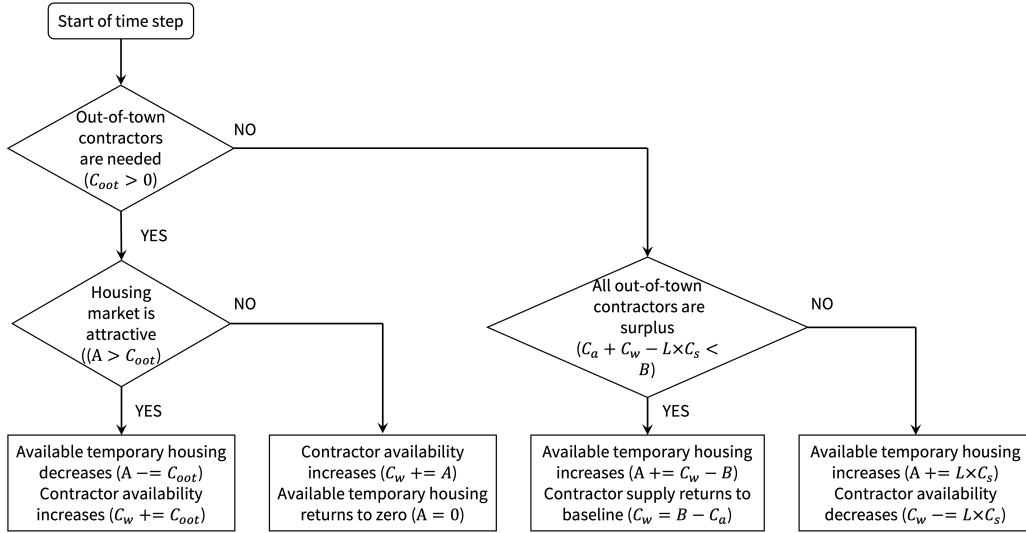 Start of time step
Out-of-town
contractors
are needed
(C_oot > 0)
NO
YES
Housing
market is
attractive
((A > C_oot)
NO
YES
All out-of-town
contractors are
surplus
(C_a + C_w − L×C_s <
B)
NO
YES
Available temporary housing
decreases (A −= C_oot)
Contractor availability
increases (C_w += C_oot)
Contractor availability
increases (C_w += A)
Available temporary housing
returns to zero (A = 0)
Available temporary housing
increases (A += C_w − B)
Contractor supply returns to
baseline (C_w = B − C_a)
Available temporary housing
increases (A += L×C_s)
Contractor availability
decreases (C_w −= L×C_s)